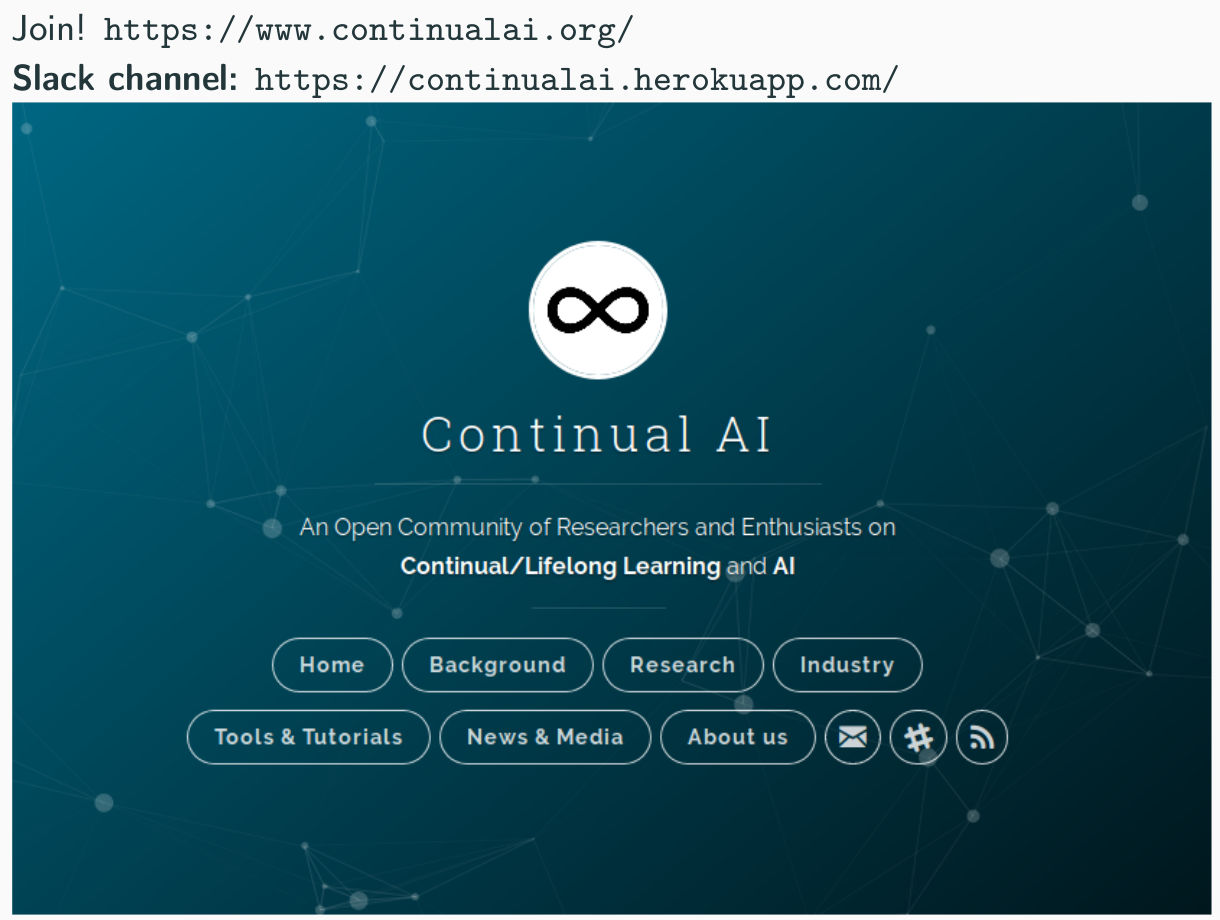 Join! https://www.continualai.org/
Slack channel: https://continualai.herokuapp.com/
Continual AI
An Open Community of Researchers and Enthusiasts on
Continual/Lifelong Learning and AI
Home Background Research Industry
Tools & Tutorials News & Media About us